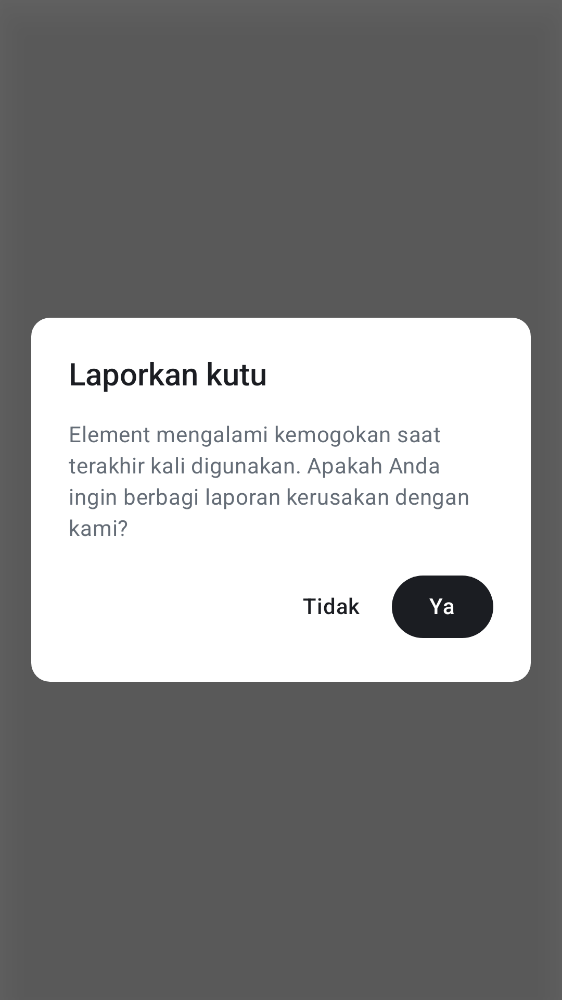 Laporkan kutu
Element mengalami kemogokan saat
terakhir kali digunakan. Apakah Anda
ingin berbagi laporan kerusakan dengan
kami?
Tidak
Ya